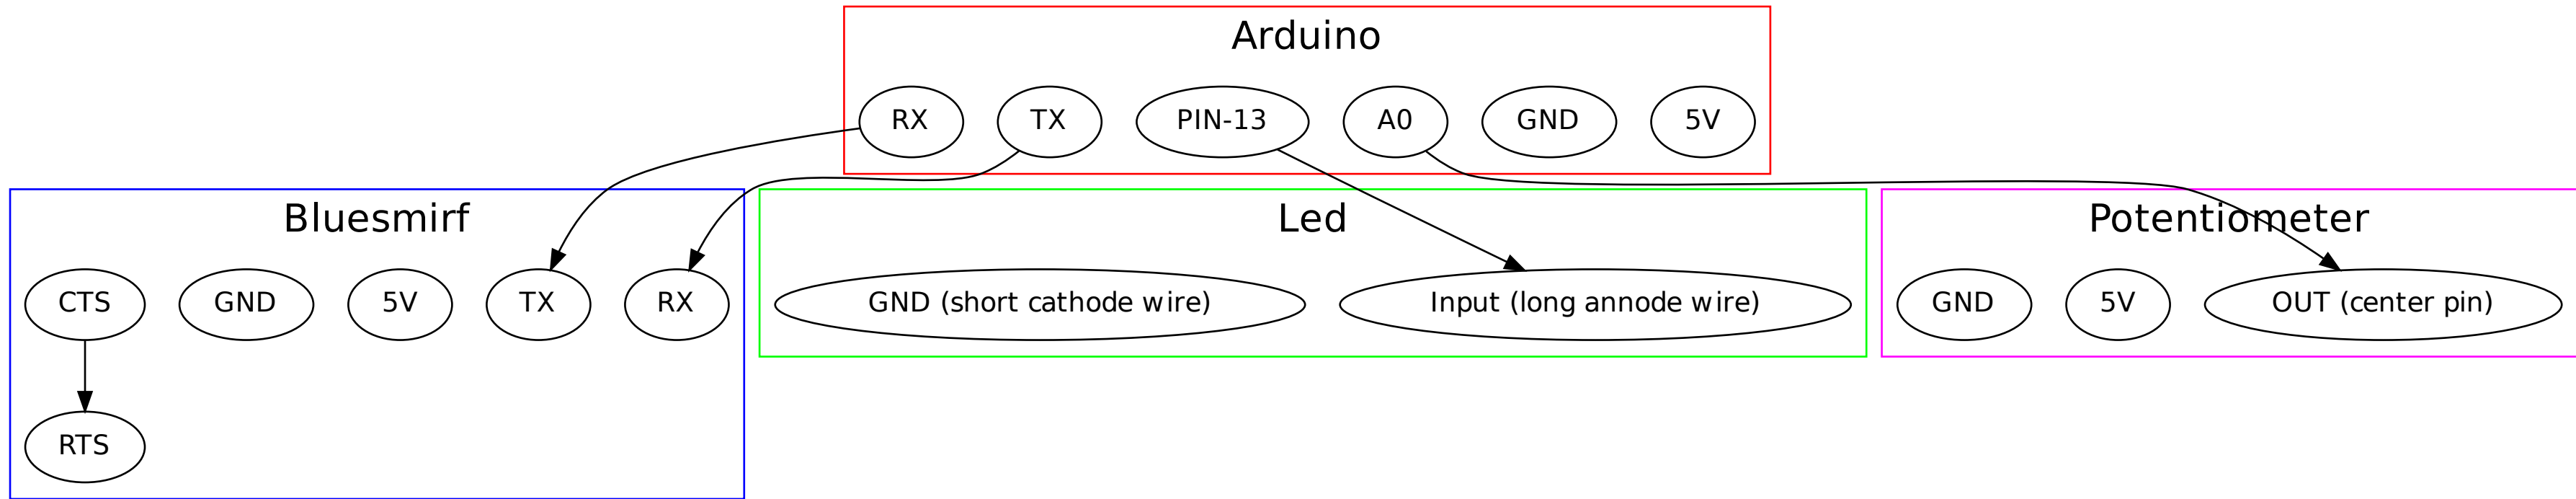 Arduino
RX TX PIN-13 A0 GND 5V
Bluesmirf
CTS GND 5V TX RX
RTS
Led
GND (short cathode wire) Input (long annode wire)
Potentiometer
GND 5V OUT (center pin)